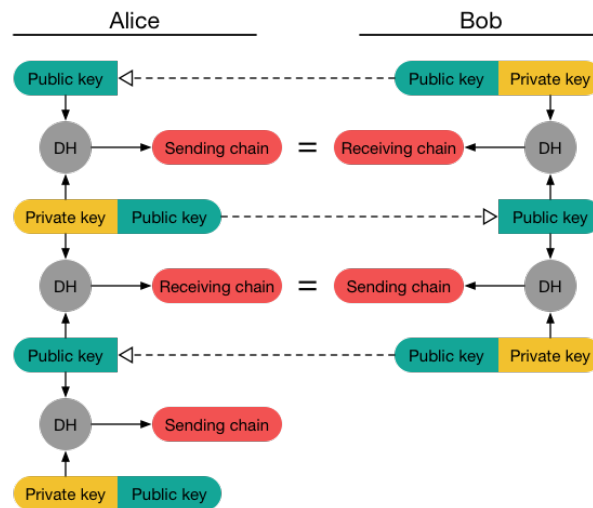 Alice Bob
Public key Public key Private key
DH Sending chain = Receiving chain DH
Private key Public key Public key
DH Receiving chain = Sending chain DH
Public key Public key Private key
DH Sending chain
Private key Public key